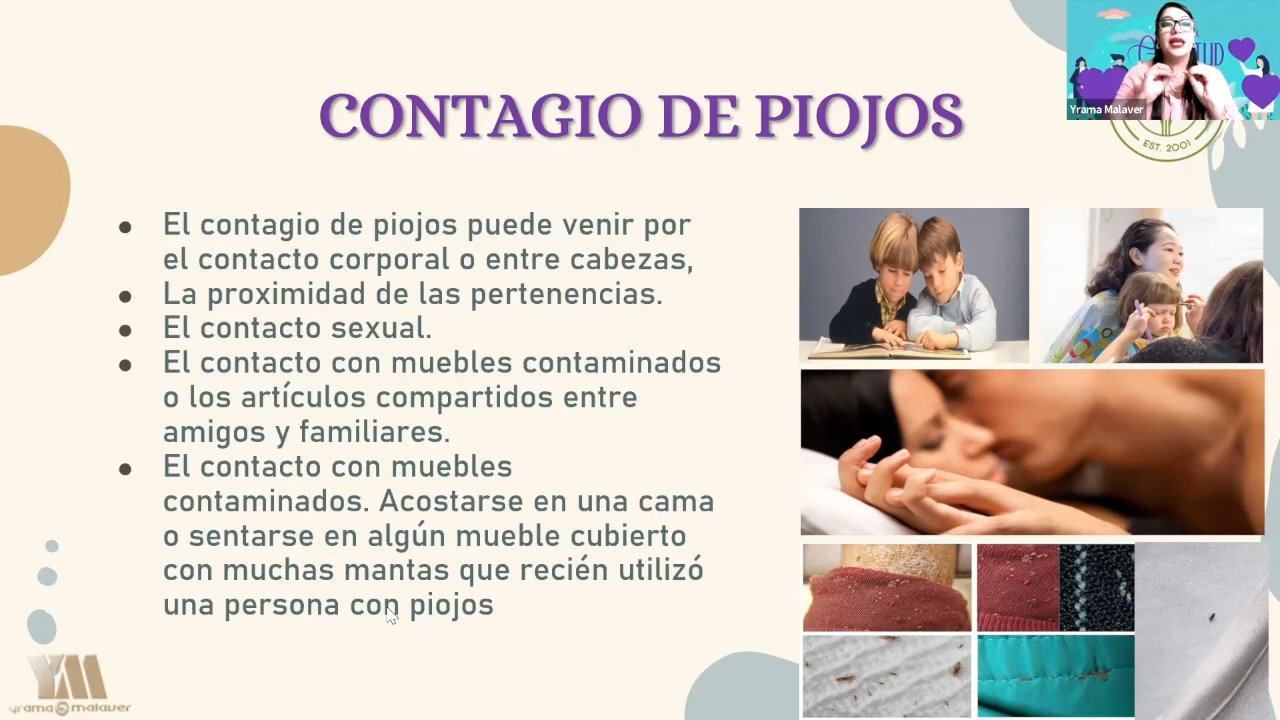 CONTAGIO DE PIOJOS
Yrama Malaver
EST. 2001
• El contagio de piojos puede venir por
el contacto corporal o entre cabezas,
• La proximidad de las pertenencias.
• El contacto sexual.
• El contacto con muebles contaminados
o los artículos compartidos entre
amigos y familiares.
• El contacto con muebles
contaminados. Acostarse en una cama
o sentarse en algún mueble cubierto
con muchas mantas que recién utilizó
una persona con piojos
YM
yrama malaver